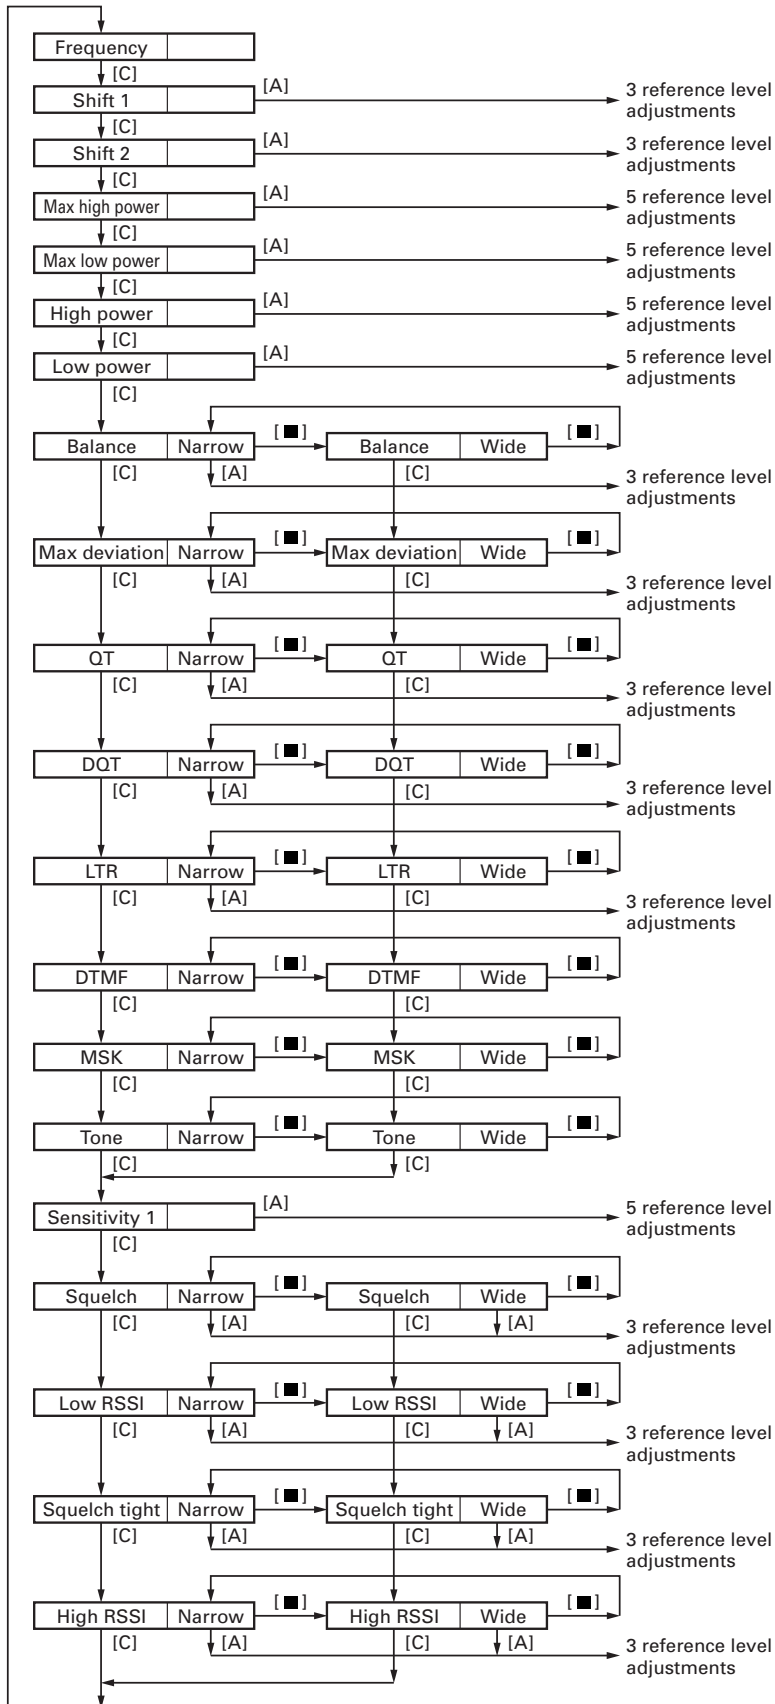 Frequency
[C]
Shift 1
[A]
3 reference level
adjustments
[C]
Shift 2
[A]
3 reference level
adjustments
[C]
Max high power
[A]
5 reference level
adjustments
[C]
Max low power
[A]
5 reference level
adjustments
[C]
High power
[A]
5 reference level
adjustments
[C]
Low power
[A]
5 reference level
adjustments
[C]
Balance Narrow [■] Balance Wide [■]
[C] [A] [C]
3 reference level
adjustments
Max deviation Narrow [■] Max deviation Wide [■]
[C] [A] [C]
3 reference level
adjustments
QT Narrow [■] QT Wide [■]
[C] [A] [C]
3 reference level
adjustments
DQT Narrow [■] DQT Wide [■]
[C] [A] [C]
3 reference level
adjustments
LTR Narrow [■] LTR Wide [■]
[C] [A] [C]
3 reference level
adjustments
DTMF Narrow [■] DTMF Wide [■]
[C] [C]
MSK Narrow [■] MSK Wide [■]
[C] [C]
Tone Narrow [■] Tone Wide [■]
[C] [C]
Sensitivity 1
[A]
5 reference level
adjustments
[C]
Squelch Narrow [■] Squelch Wide [■]
[C] [A] [C] [A]
3 reference level
adjustments
Low RSSI Narrow [■] Low RSSI Wide [■]
[C] [A] [C] [A]
3 reference level
adjustments
Squelch tight Narrow [■] Squelch tight Wide [■]
[C] [A] [C] [A]
3 reference level
adjustments
High RSSI Narrow [■] High RSSI Wide [■]
[C] [A] [C] [A]
3 reference level
adjustments